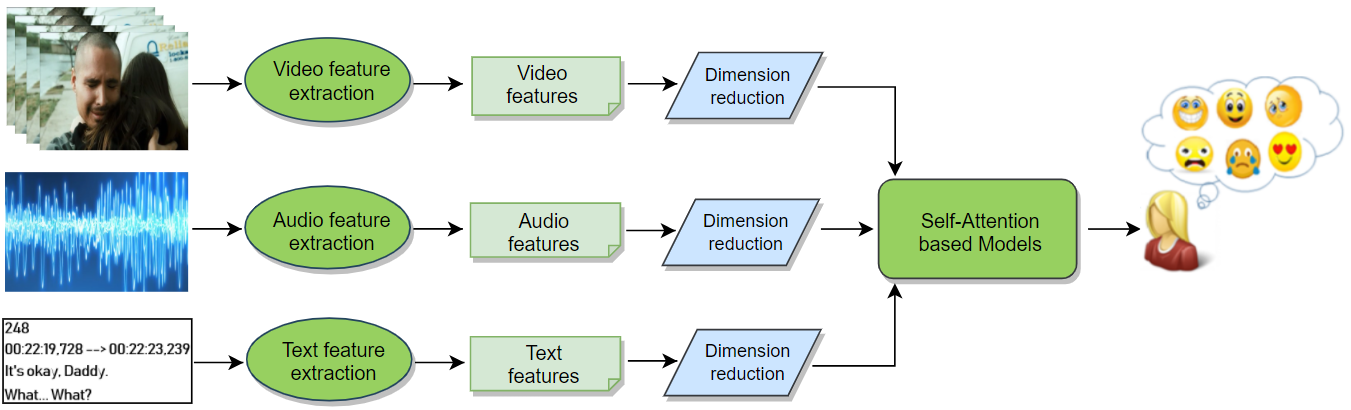 Video feature
extraction
Video
features
Dimension
reduction
Audio feature
extraction
Audio
features
Dimension
reduction
Self-Attention
based Models
248
00:22:19,728 --> 00:22:23,239
It's okay, Daddy.
What... What?
Text feature
extraction
Text
features
Dimension
reduction